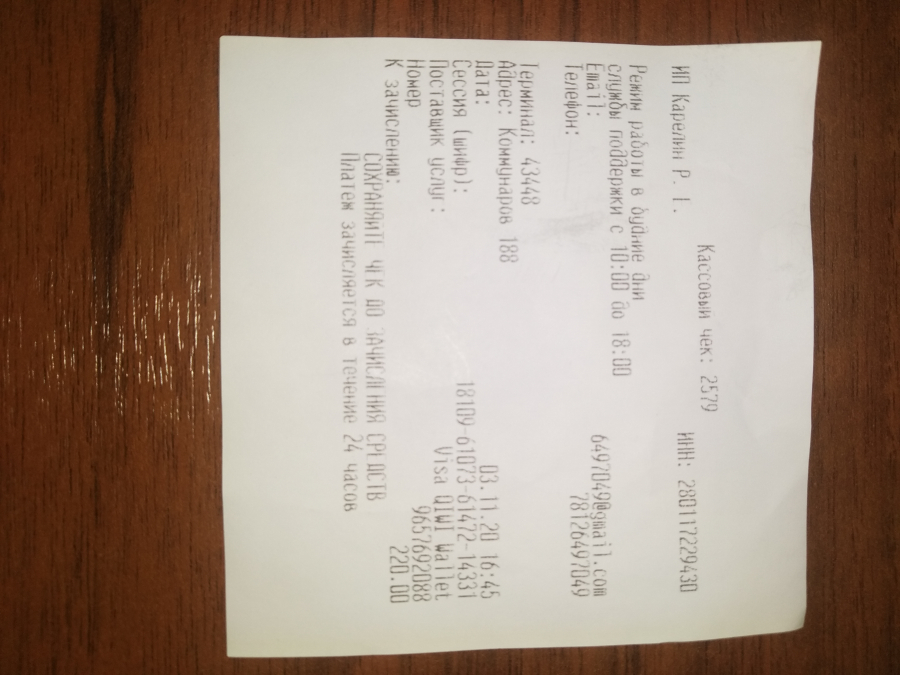 Кассовый чек: 2579
ИП Карелин Р. Г. ИНН: 280117229430
Режим работы в будние дни
службы поддержки с 10:00 до 18:00
Email: 6497049@gmail.com
Телефон: 78126497049
Терминал: 43448
Адрес: Коммунаров 188
Дата: 03.11.20 16:45
Сессия (шифр): 18109-61073-61472-14331
Поставщик услуг: Visa QIWI Wallet
Номер 9657692088
К зачислению: 220.00
СОХРАНЯЙТЕ ЧЕК ДО ЗАЧИСЛЕНИЯ СРЕДСТВ
Платеж зачисляется в течение 24 часов